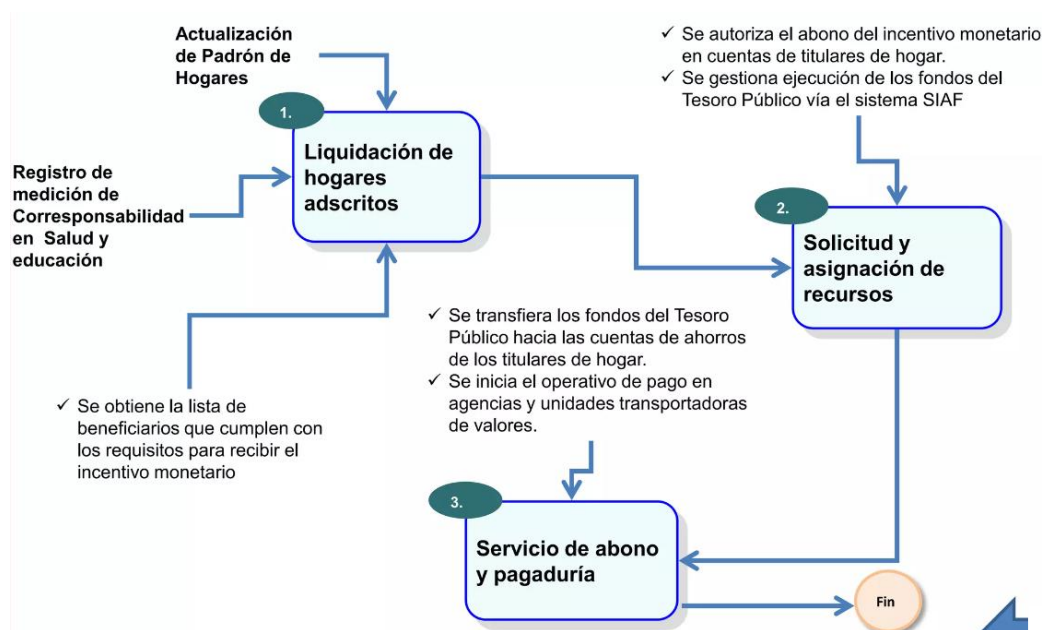 Actualización
de Padrón de
Hogares
✓ Se autoriza el abono del incentivo monetario
en cuentas de titulares de hogar.
✓ Se gestiona ejecución de los fondos del
Tesoro Público vía el sistema SIAF
1.
Liquidación de
hogares
adscritos
Registro de
medición de
Corresponsabilidad
en Salud y
educación
2.
Solicitud y
asignación de
recursos
✓ Se transfiera los fondos del Tesoro
Público hacia las cuentas de ahorros
de los titulares de hogar.
✓ Se inicia el operativo de pago en
agencias y unidades transportadoras
de valores.
✓ Se obtiene la lista de
beneficiarios que cumplen con
los requisitos para recibir el
incentivo monetario
3.
Servicio de abono
y pagaduría
Fin